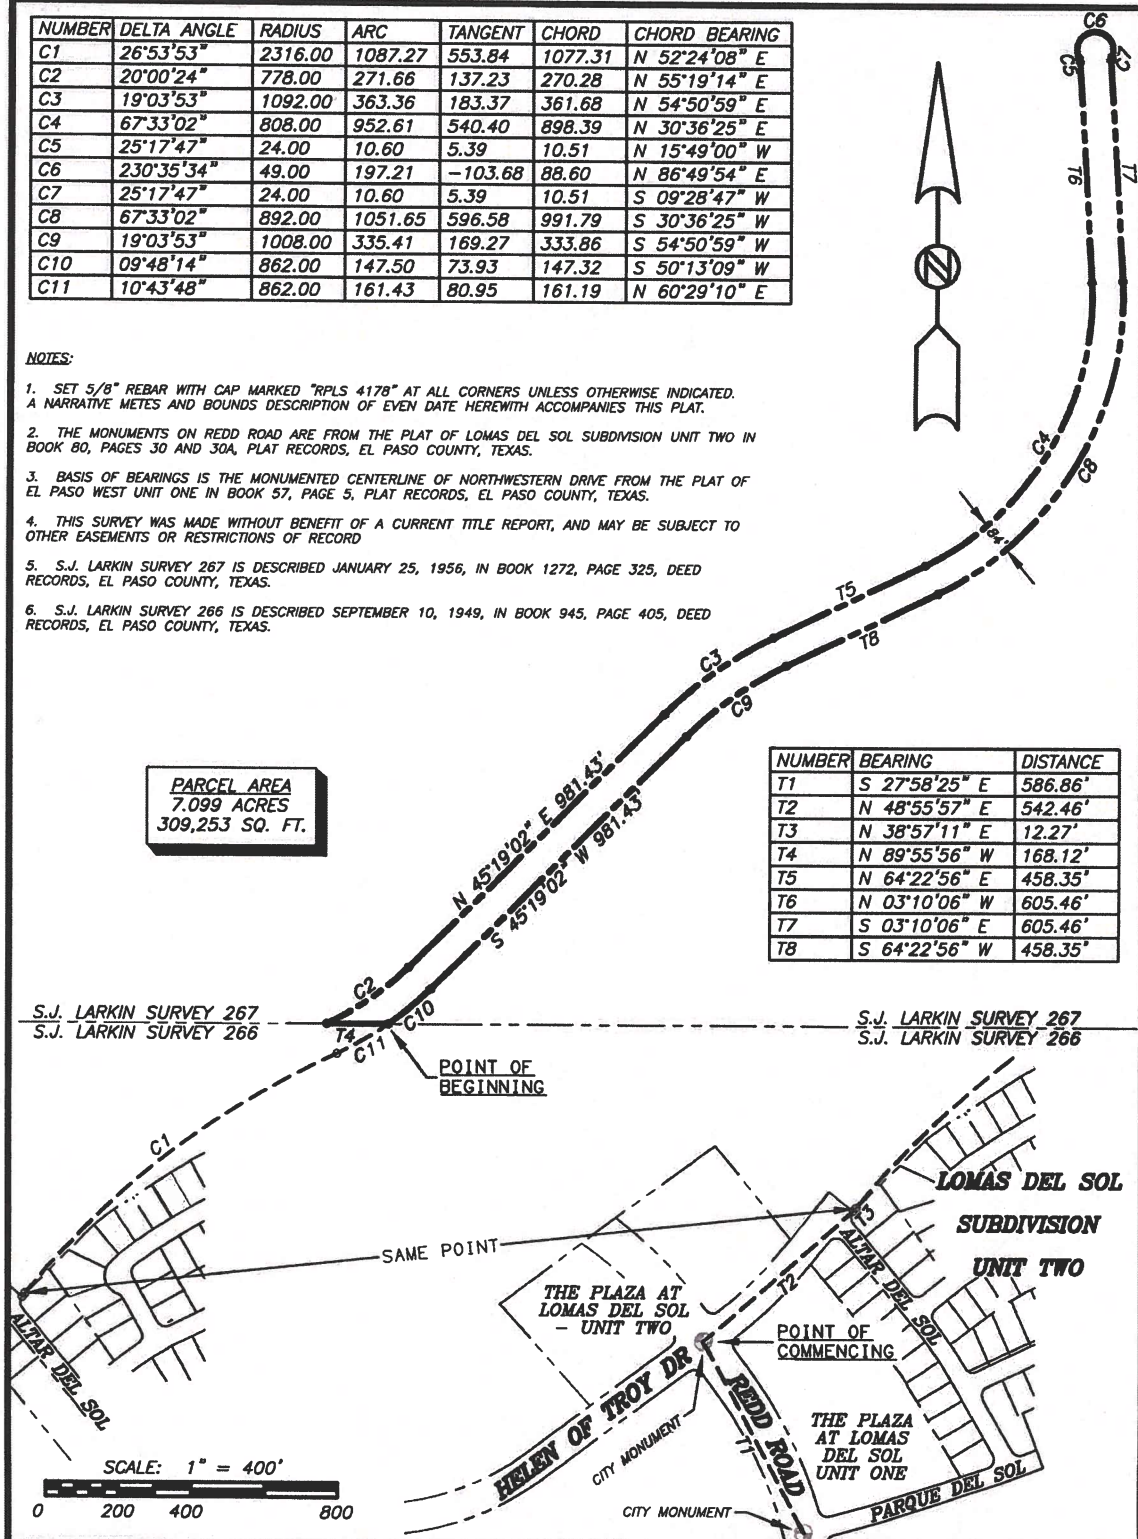 NUMBER DELTA ANGLE RADIUS ARC TANGENT CHORD CHORD BEARING
C1 26°53'53" 2316.00 1087.27 553.84 1077.31 N 52°24'08" E
C2 20°00'24" 778.00 271.66 137.23 270.28 N 55°19'14" E
C3 19°03'53" 1092.00 363.36 183.37 361.68 N 54°50'59" E
C4 67°33'02" 808.00 952.61 540.40 898.39 N 30°36'25" E
C5 25°17'47" 24.00 10.60 5.39 10.51 N 15°49'00" W
C6 230°35'34" 49.00 197.21 -103.68 88.60 N 86°49'54" E
C7 25°17'47" 24.00 10.60 5.39 10.51 S 09°28'47" W
C8 67°33'02" 892.00 1051.65 596.58 991.79 S 30°36'25" W
C9 19°03'53" 1008.00 335.41 169.27 333.86 S 54°50'59" W
C10 09°48'14" 862.00 147.50 73.93 147.32 S 50°13'09" W
C11 10°43'48" 862.00 161.43 80.95 161.19 N 60°29'10" E
C6
C5
C7
T6
T7
N
NOTES:
1. SET 5/8" REBAR WITH CAP MARKED "RPLS 4178" AT ALL CORNERS UNLESS OTHERWISE INDICATED.
A NARRATIVE METES AND BOUNDS DESCRIPTION OF EVEN DATE HEREWITH ACCOMPANIES THIS PLAT.
2. THE MONUMENTS ON REDD ROAD ARE FROM THE PLAT OF LOMAS DEL SOL SUBDIVISION UNIT TWO IN
BOOK 80, PAGES 30 AND 30A, PLAT RECORDS, EL PASO COUNTY, TEXAS.
3. BASIS OF BEARINGS IS THE MONUMENTED CENTERLINE OF NORTHWESTERN DRIVE FROM THE PLAT OF
EL PASO WEST UNIT ONE IN BOOK 57, PAGE 5, PLAT RECORDS, EL PASO COUNTY, TEXAS.
4. THIS SURVEY WAS MADE WITHOUT BENEFIT OF A CURRENT TITLE REPORT, AND MAY BE SUBJECT TO
OTHER EASEMENTS OR RESTRICTIONS OF RECORD
5. S.J. LARKIN SURVEY 267 IS DESCRIBED JANUARY 25, 1956, IN BOOK 1272, PAGE 325, DEED
RECORDS, EL PASO COUNTY, TEXAS.
6. S.J. LARKIN SURVEY 266 IS DESCRIBED SEPTEMBER 10, 1949, IN BOOK 945, PAGE 405, DEED
RECORDS, EL PASO COUNTY, TEXAS.
C4
C8
84'
T5
T8
C3
C9
PARCEL AREA
7.099 ACRES
309,253 SQ. FT.
N 45°19'02" E 981.43'
S 45°19'02" W 981.43'
NUMBER BEARING DISTANCE
T1 S 27°58'25" E 586.86'
T2 N 48°55'57" E 542.46'
T3 N 38°57'11" E 12.27'
T4 N 89°55'56" W 168.12'
T5 N 64°22'56" E 458.35'
T6 N 03°10'06" W 605.46'
T7 S 03°10'06" E 605.46'
T8 S 64°22'56" W 458.35'
C2
C10
T4
C11
S.J. LARKIN SURVEY 267
S.J. LARKIN SURVEY 266
S.J. LARKIN SURVEY 267
S.J. LARKIN SURVEY 266
POINT OF
BEGINNING
C1
LOMAS DEL SOL
SUBDIVISION
UNIT TWO
T3
SAME POINT
ALTAR DEL SOL
T2
THE PLAZA AT
LOMAS DEL SOL
- UNIT TWO
POINT OF
COMMENCING
ALTAR DEL SOL
HELEN OF TROY DR
REDD ROAD
T1
CITY MONUMENT
THE PLAZA
AT LOMAS
DEL SOL
UNIT ONE
PARQUE DEL SOL
CITY MONUMENT
SCALE: 1" = 400'
0 200 400 800